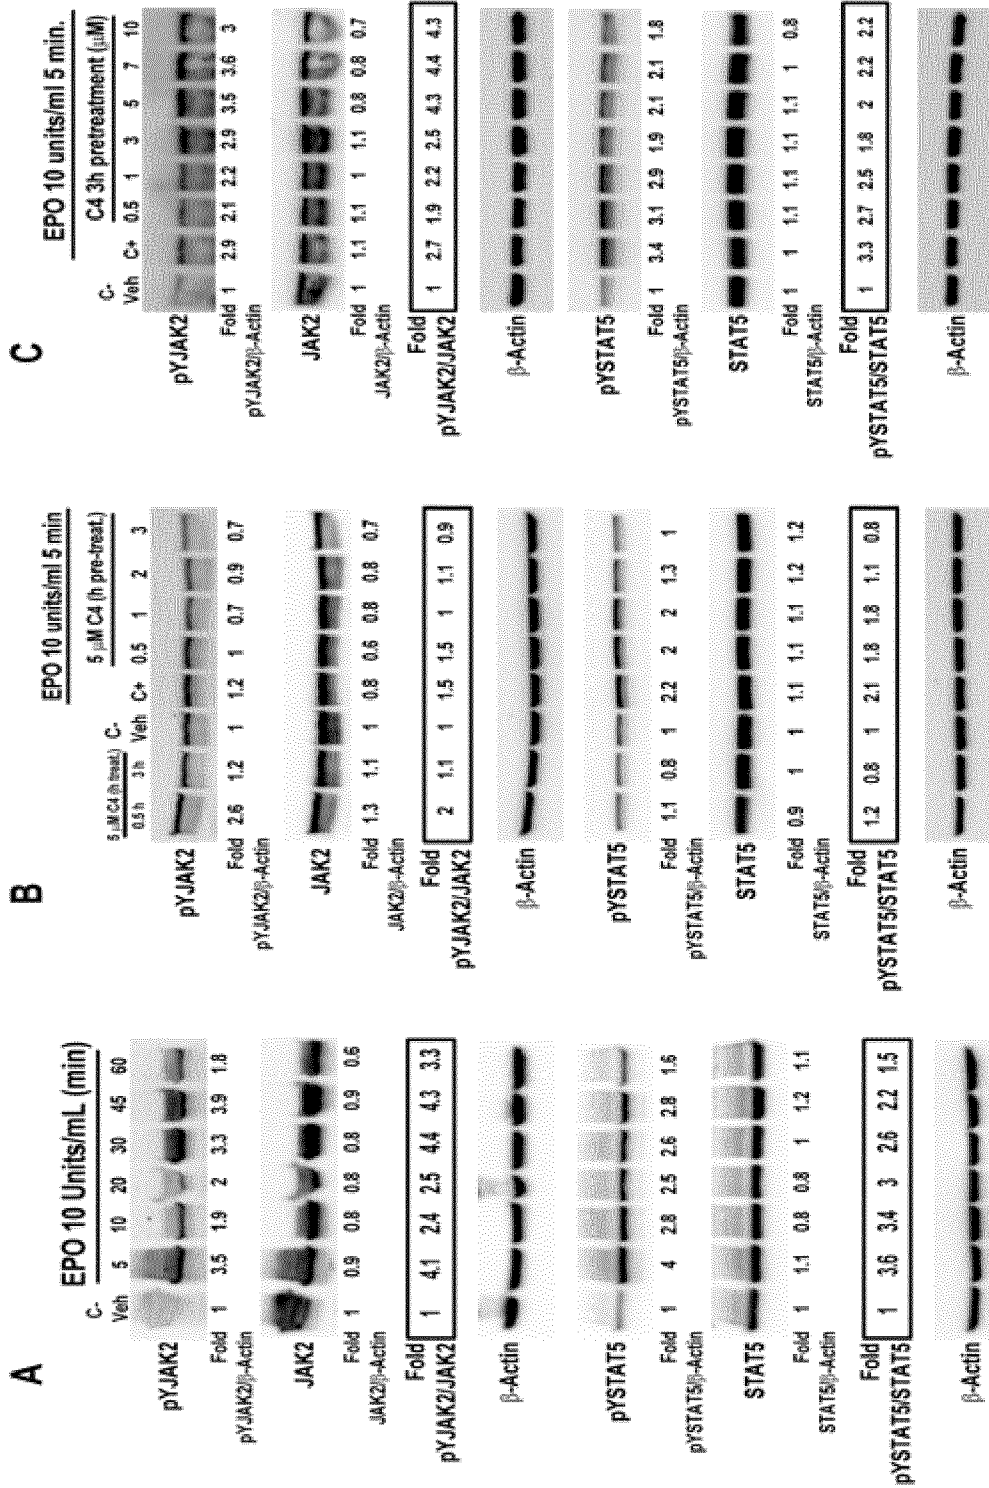 A
C-
EPO 10 Units/mL (min)
Veh 5 10 20 30 45 60
pYJAK2
Fold 1 3.5 1.9 2 3.3 3.9 1.8
pYJAK2/β-Actin
JAK2
Fold 1 0.9 0.8 0.8 0.8 0.9 0.6
JAK2/β-Actin
Fold
pYJAK2/JAK2 1 4.1 2.4 2.5 4.4 4.3 3.3
β-Actin
pYSTAT5
Fold 1 4 2.8 2.5 2.6 2.8 1.6
pYSTAT5/β-Actin
STAT5
Fold 1 1.1 0.8 0.8 1 1.2 1.1
STAT5/β-Actin
Fold
pYSTAT5/STAT5 1 3.6 3.4 3 2.6 2.2 1.5
β-Actin
B
EPO 10 units/ml 5 min
5 µM C4 (h treat.) C- 5 µM C4 (h pre-treat.)
0.5 h 3 h Veh C+ 0.5 1 2 3
pYJAK2
Fold 2.6 1.2 1 1.2 1 0.7 0.9 0.7
pYJAK2/β-Actin
JAK2
Fold 1.3 1.1 1 0.8 0.6 0.8 0.8 0.7
JAK2/β-Actin
Fold
pYJAK2/JAK2 2 1.1 1 1.5 1.5 1 1.1 0.9
β-Actin
pYSTAT5
Fold 1.1 0.8 1 2.2 2 2 1.3 1
pYSTAT5/β-Actin
STAT5
Fold 0.9 1 1 1.1 1.1 1.1 1.2 1.2
STAT5/β-Actin
Fold
pYSTAT5/STAT5 1.2 0.8 1 2.1 1.8 1.8 1.1 0.8
β-Actin
C
EPO 10 units/ml 5 min.
C- C4 3h pretreatment (µM)
Veh C+ 0.5 1 3 5 7 10
pYJAK2
Fold 1 2.9 2.1 2.2 2.9 3.5 3.6 3
pYJAK2/β-Actin
JAK2
Fold 1 1.1 1.1 1 1.1 0.8 0.8 0.7
JAK2/β-Actin
Fold
pYJAK2/JAK2 1 2.7 1.9 2.2 2.5 4.3 4.4 4.3
β-Actin
pYSTAT5
Fold 1 3.4 3.1 2.9 1.9 2.1 2.1 1.8
pYSTAT5/β-Actin
STAT5
Fold 1 1 1.1 1.1 1.1 1.1 1 0.8
STAT5/β-Actin
Fold
pYSTAT5/STAT5 1 3.3 2.7 2.5 1.8 2 2.2 2.2
β-Actin